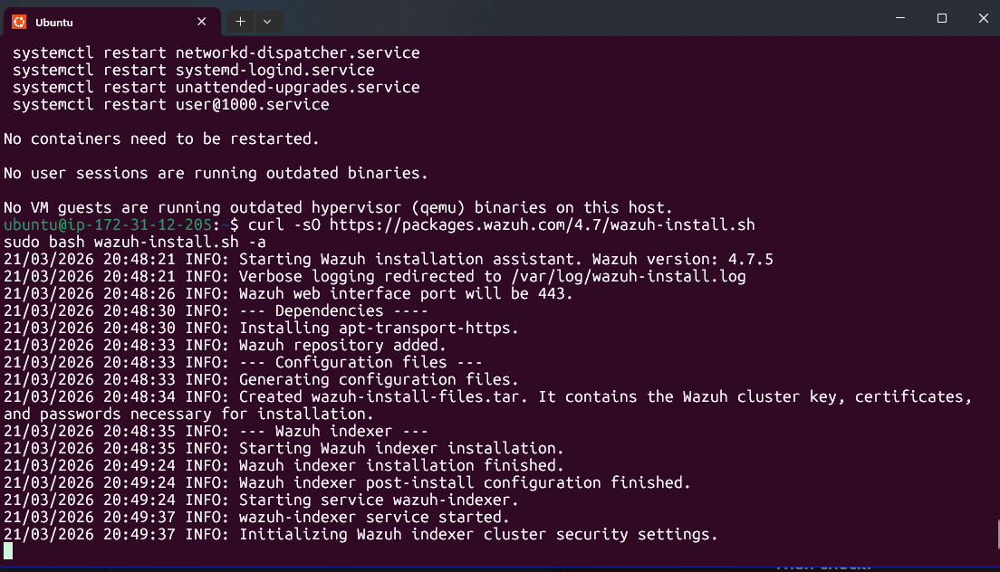 Ubuntu
systemctl restart networkd-dispatcher.service
systemctl restart systemd-logind.service
systemctl restart unattended-upgrades.service
systemctl restart user@1000.service
No containers need to be restarted.
No user sessions are running outdated binaries.
No VM guests are running outdated hypervisor (qemu) binaries on this host.
ubuntu@ip-172-31-12-205:~$ curl -sO https://packages.wazuh.com/4.7/wazuh-install.sh
sudo bash wazuh-install.sh -a
21/03/2026 20:48:21 INFO: Starting Wazuh installation assistant. Wazuh version: 4.7.5
21/03/2026 20:48:21 INFO: Verbose logging redirected to /var/log/wazuh-install.log
21/03/2026 20:48:26 INFO: Wazuh web interface port will be 443.
21/03/2026 20:48:30 INFO: --- Dependencies ----
21/03/2026 20:48:30 INFO: Installing apt-transport-https.
21/03/2026 20:48:33 INFO: Wazuh repository added.
21/03/2026 20:48:33 INFO: --- Configuration files ---
21/03/2026 20:48:33 INFO: Generating configuration files.
21/03/2026 20:48:34 INFO: Created wazuh-install-files.tar. It contains the Wazuh cluster key, certificates,
and passwords necessary for installation.
21/03/2026 20:48:35 INFO: --- Wazuh indexer ---
21/03/2026 20:48:35 INFO: Starting Wazuh indexer installation.
21/03/2026 20:49:24 INFO: Wazuh indexer installation finished.
21/03/2026 20:49:24 INFO: Wazuh indexer post-install configuration finished.
21/03/2026 20:49:24 INFO: Starting service wazuh-indexer.
21/03/2026 20:49:37 INFO: wazuh-indexer service started.
21/03/2026 20:49:37 INFO: Initializing Wazuh indexer cluster security settings.